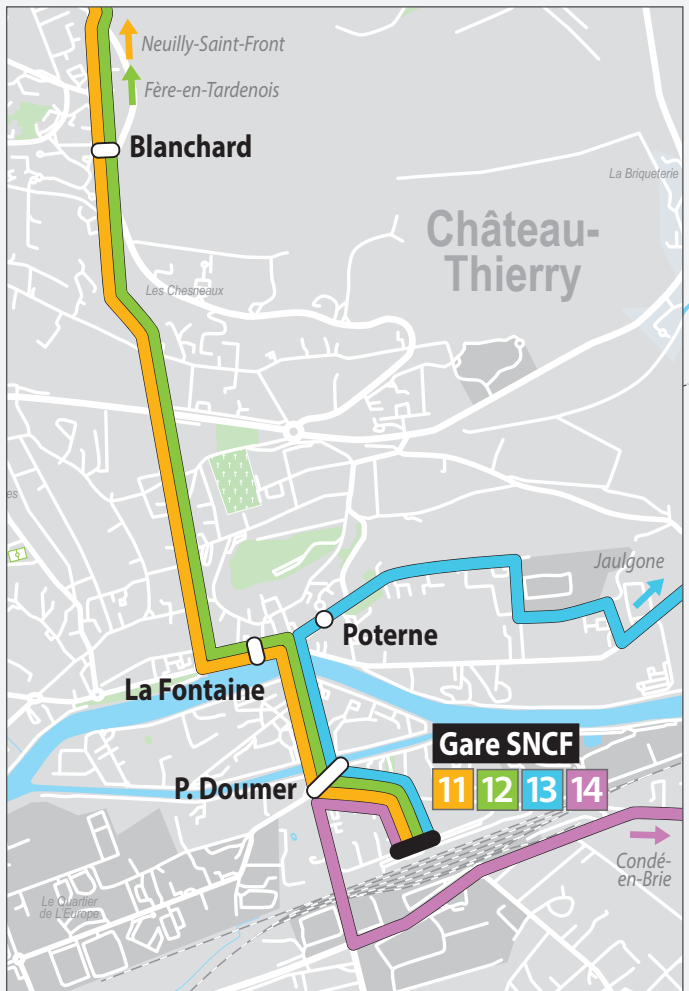 Neuilly-Saint-Front
Fère-en-Tardenois
Blanchard
La Briqueterie
Château-
Thierry
Les Chesneaux
es
Jaulgone
Poterne
La Fontaine
Gare SNCF
P. Doumer
11 12 13 14
Condé-
en-Brie
Le Quartier
de L'Europe